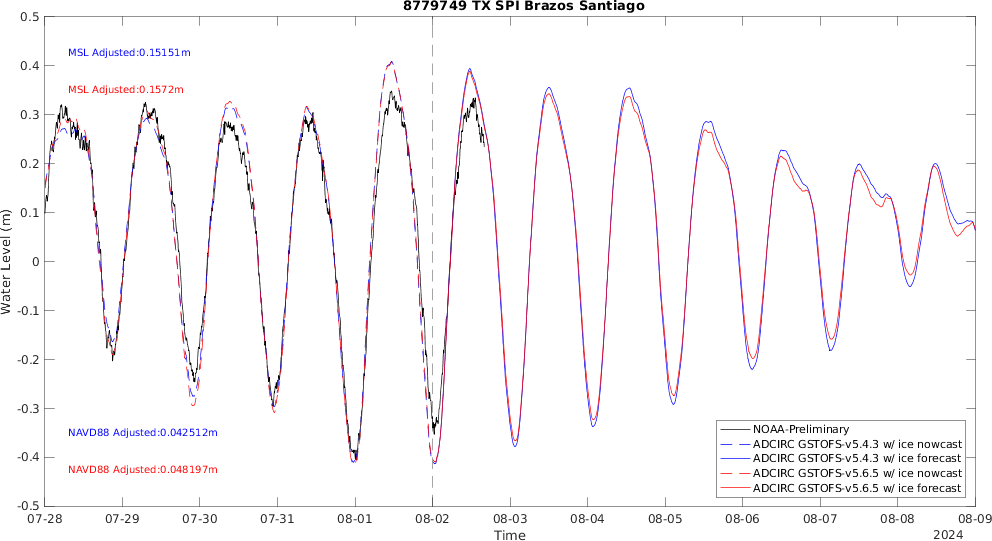 8779749 TX SPI Brazos Santiago
0.5
0.4
0.3
0.2
0.1
0
-0.1
-0.2
-0.3
-0.4
-0.5
Water Level (m)
MSL Adjusted:0.15151m
MSL Adjusted:0.1572m
NAVD88 Adjusted:0.042512m
NAVD88 Adjusted:0.048197m
NOAA-Preliminary
ADCIRC GSTOFS-v5.4.3 w/ ice nowcast
ADCIRC GSTOFS-v5.4.3 w/ ice forecast
ADCIRC GSTOFS-v5.6.5 w/ ice nowcast
ADCIRC GSTOFS-v5.6.5 w/ ice forecast
07-28 07-29 07-30 07-31 08-01 08-02 08-03 08-04 08-05 08-06 08-07 08-08 08-09
Time
2024